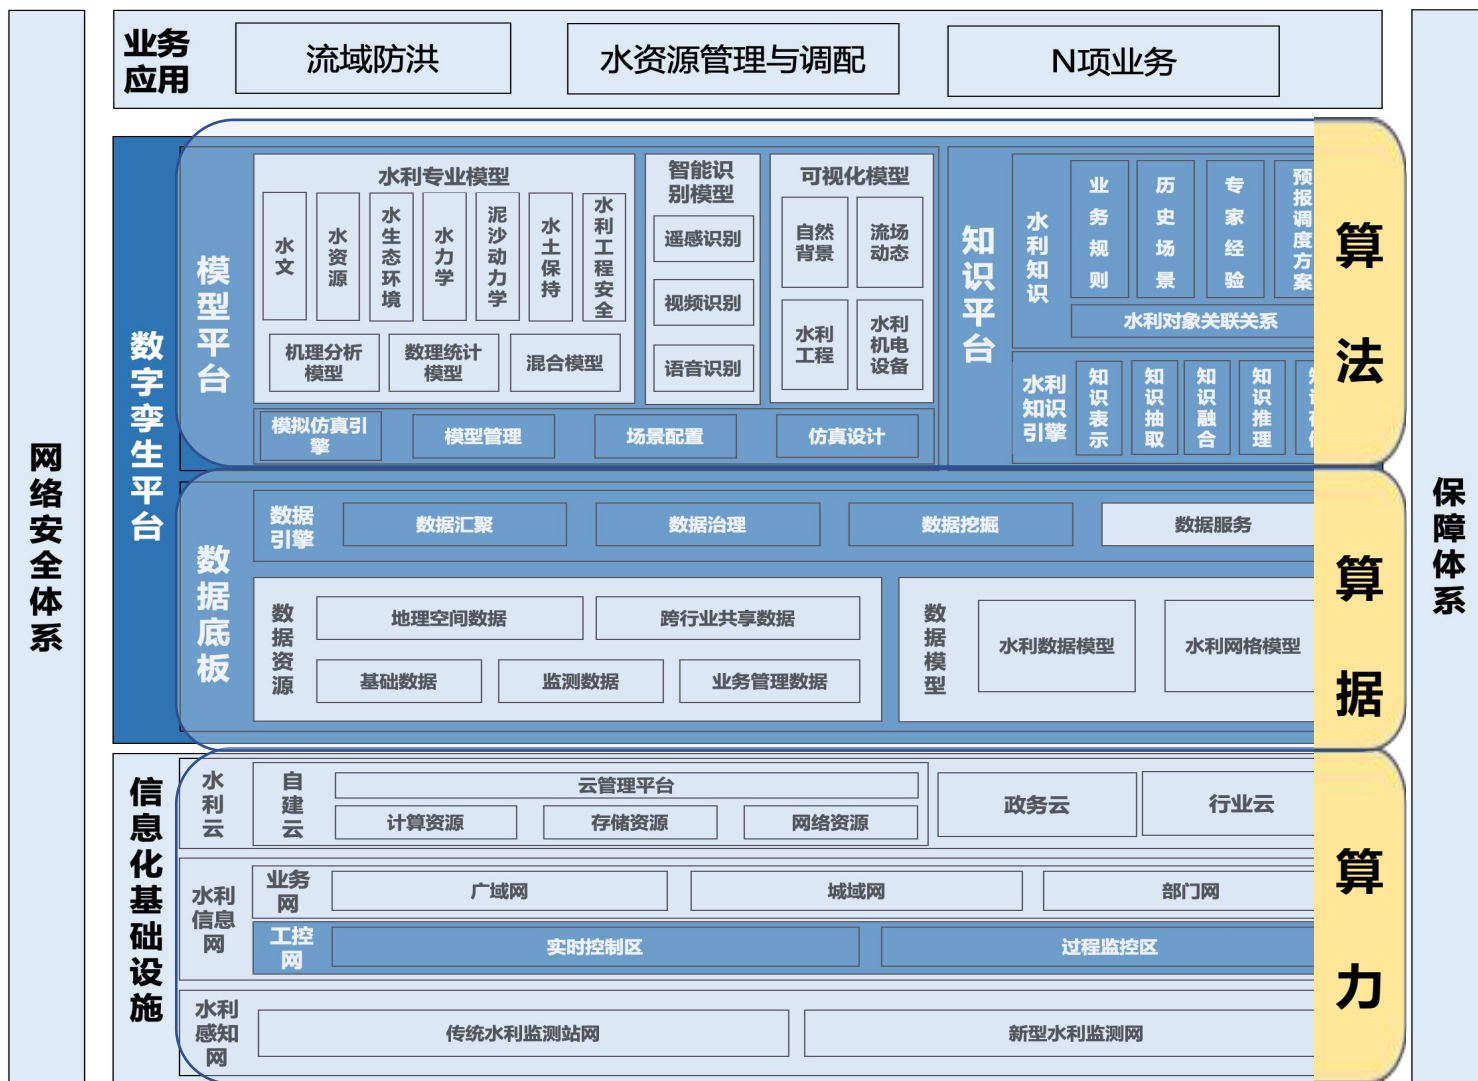 网络安全体系
业务
应用
流域防洪
水资源管理与调配
N项业务
数字孪生平台
模型平台
水利专业模型
水文
水资源
水生态环境
水力学
泥沙动力学
水土保持
水利工程安全
机理分析
模型
数理统计
模型
混合模型
智能识
别模型
遥感识别
视频识别
语音识别
可视化模型
自然
背景
流场
动态
水利
工程
水利
机电
设备
模拟仿真引
擎
模型管理
场景配置
仿真设计
知识平台
水利知识
业务规则
历史场景
专家经验
预报调度方案
水利对象关联关系
水利
知识
引擎
知识表示
知识抽取
知识融合
知识推理
算法
数据底板
数据
引擎
数据汇聚
数据治理
数据挖掘
数据服务
数据资源
地理空间数据
跨行业共享数据
基础数据
监测数据
业务管理数据
数据模型
水利数据模型
水利网格模型
算据
信息化基础设施
水利云
自建云
云管理平台
计算资源
存储资源
网络资源
政务云
行业云
水利
信息
网
业务
网
广域网
城域网
部门网
工控
网
实时控制区
过程监控区
水利
感知
网
传统水利监测站网
新型水利监测网
算力
保障体系